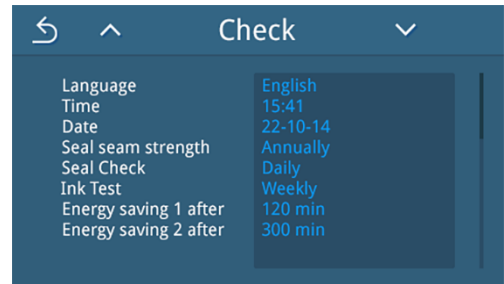 Check
Language English
Time 15:41
Date 22-10-14
Seal seam strength Annually
Seal Check Daily
Ink Test Weekly
Energy saving 1 after 120 min
Energy saving 2 after 300 min